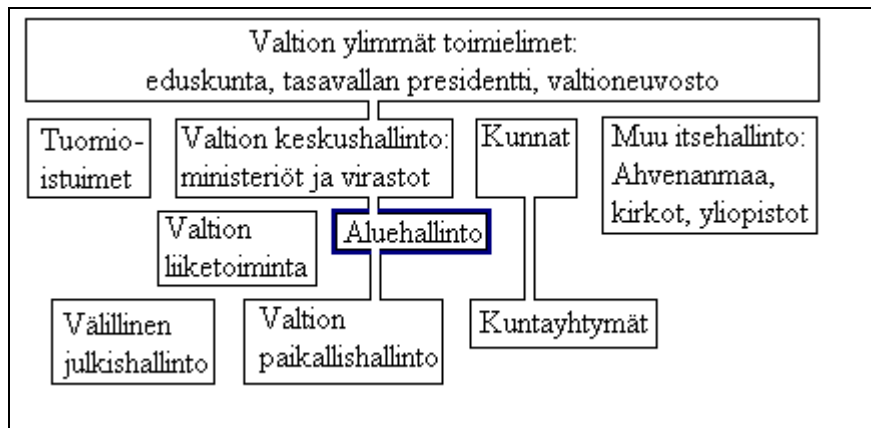 Valtion ylimmät toimielimet:
eduskunta, tasavallan presidentti, valtioneuvosto
Tuomio-
istuimet
Valtion keskushallinto:
ministeriöt ja virastot
Kunnat
Muu itsehallinto:
Ahvenanmaa,
kirkot, yliopistot
Valtion
liiketoiminta
Aluehallinto
Välillinen
julkishallinto
Valtion
paikallishallinto
Kuntayhtymät